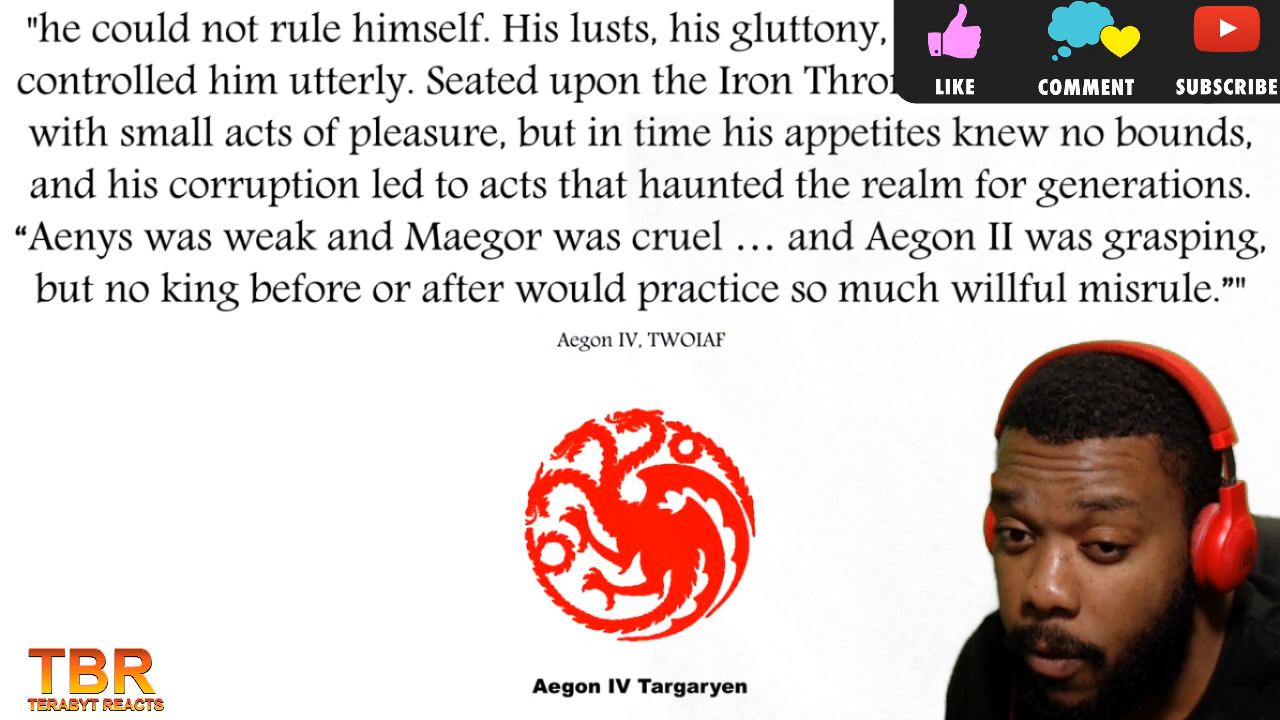 "he could not rule himself. His lusts, his gluttony,
controlled him utterly. Seated upon the Iron
with small acts of pleasure, but in time his appetites knew no bounds,
and his corruption led to acts that haunted the realm for generations.
“Aenys was weak and Maegor was cruel … and Aegon II was grasping,
but no king before or after would practice so much willful misrule.”"
Aegon IV, TWOIAF
LIKE
COMMENT
SUBSCRIBE
Aegon IV Targaryen
TBR
TERABYT REACTS